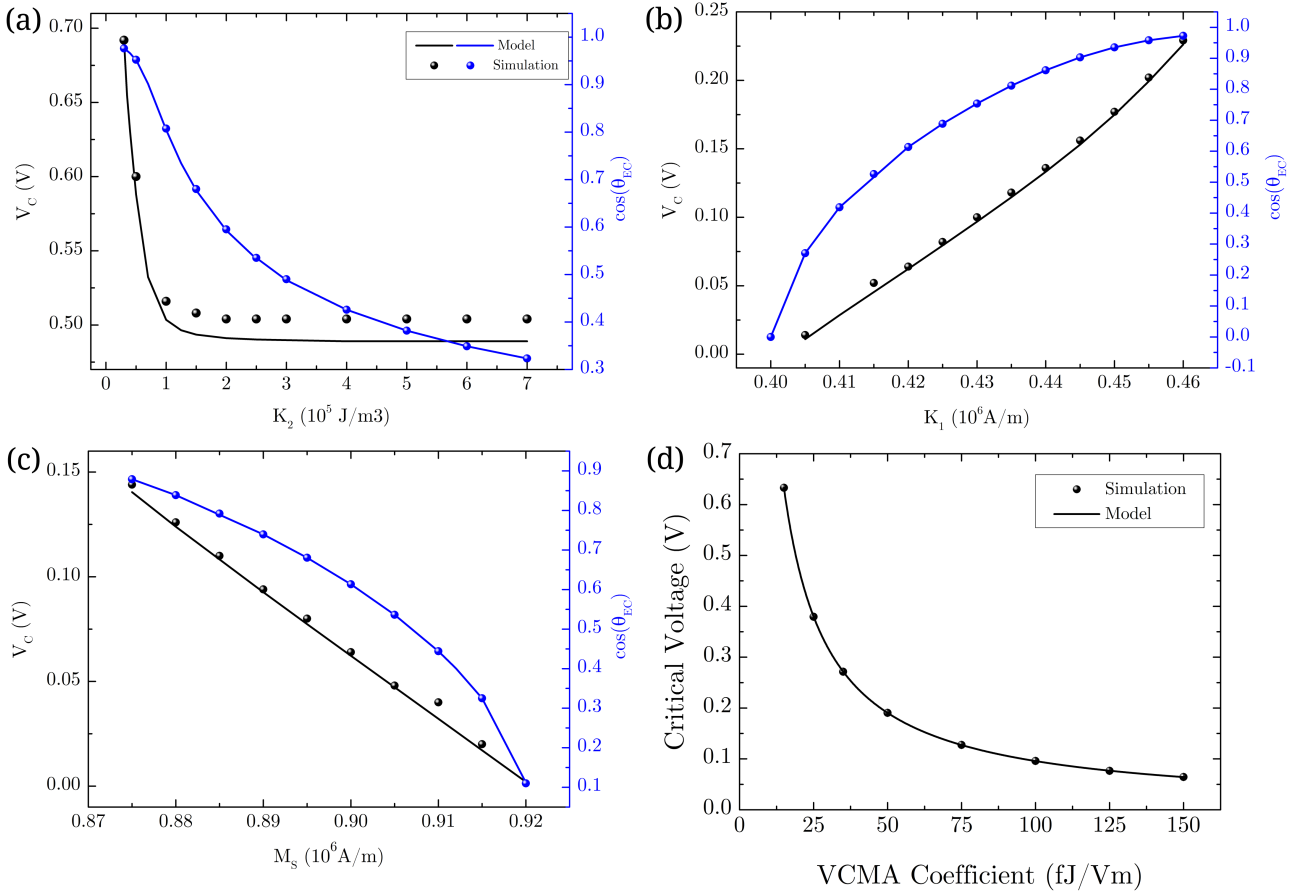 (a)
0.70
0.65
0.60
0.55
0.50
V_C (V)
1.0
0.9
0.8
0.7
0.6
0.5
0.4
0.3
cos(θ_EC)
Model
Simulation
0 1 2 3 4 5 6 7
K_2 (10^5 J/m3)
(b)
0.25
0.20
0.15
0.10
0.05
0.00
V_C (V)
1.0
0.9
0.8
0.7
0.6
0.5
0.4
0.3
0.2
0.1
0.0
-0.1
cos(θ_EC)
0.40 0.41 0.42 0.43 0.44 0.45 0.46
K_1 (10^6A/m)
(c)
0.15
0.10
0.05
0.00
V_C (V)
0.9
0.8
0.7
0.6
0.5
0.4
0.3
0.2
0.1
cos(θ_EC)
0.87 0.88 0.89 0.90 0.91 0.92
M_S (10^6A/m)
(d)
0.7
0.6
0.5
0.4
0.3
0.2
0.1
0.0
Critical Voltage (V)
Simulation
Model
0 25 50 75 100 125 150
VCMA Coefficient (fJ/Vm)